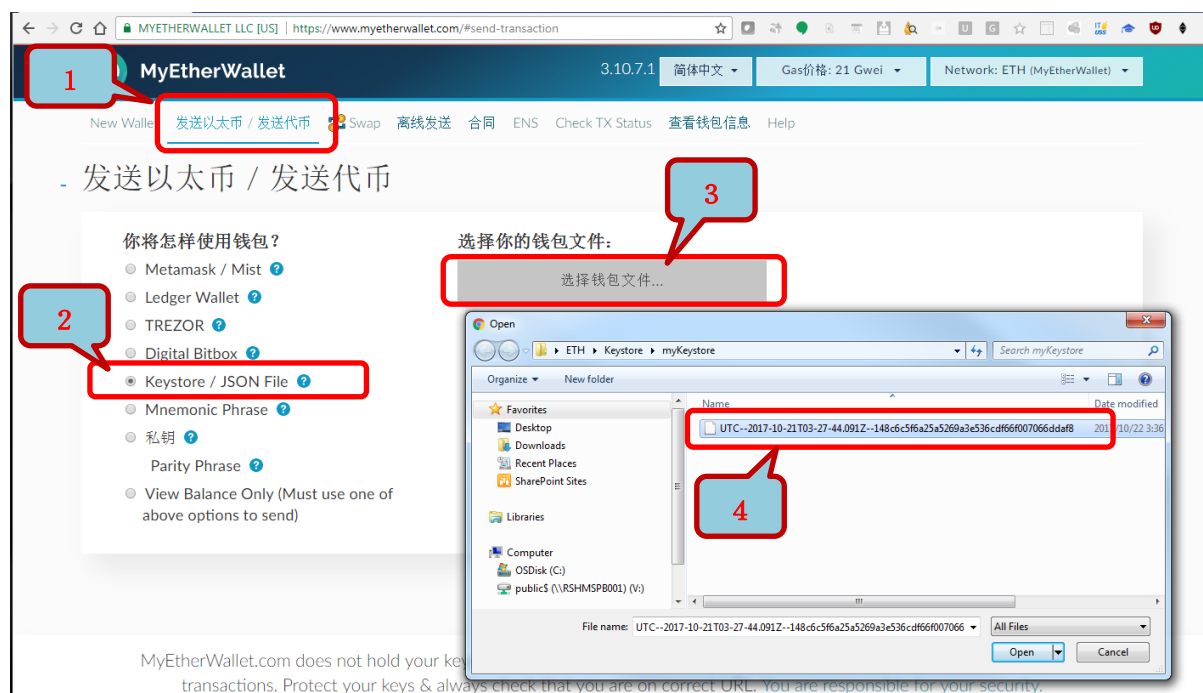 MYETHERWALLET LLC [US] | https://www.myetherwallet.com/#send-transaction
1
MyEtherWallet
3.10.7.1
简体中文
Gas价格: 21 Gwei
Network: ETH (MyEtherWallet)
New Walle
发送以太币 / 发送代币
Swap
离线发送
合同
ENS
Check TX Status
查看钱包信息
Help
- 发送以太币 / 发送代币
3
你将怎样使用钱包?
Metamask / Mist ?
Ledger Wallet ?
TREZOR ?
Digital Bitbox ?
2
Keystore / JSON File ?
Mnemonic Phrase ?
私钥 ?
Parity Phrase ?
View Balance Only (Must use one of
above options to send)
选择你的钱包文件:
选择钱包文件...
Open
ETH Keystore myKeystore
Search myKeystore
Organize
New folder
Favorites
Desktop
Downloads
Recent Places
SharePoint Sites
Libraries
Computer
OSDisk (C:)
public$ (\\RSHMSPB001) (V:)
Name
Date modified
UTC--2017-10-21T03-27-44.091Z--148c6c5f6a25a5269a3e536cdf66f007066ddaf8
/10/22 3:36
4
File name: UTC--2017-10-21T03-27-44.091Z--148c6c5f6a25a5269a3e536cdf66f007066
All Files
Open
Cancel
MyEtherWallet.com does not hold your key
transactions. Protect your keys & always check that you are on correct URL. You are responsible for your security.